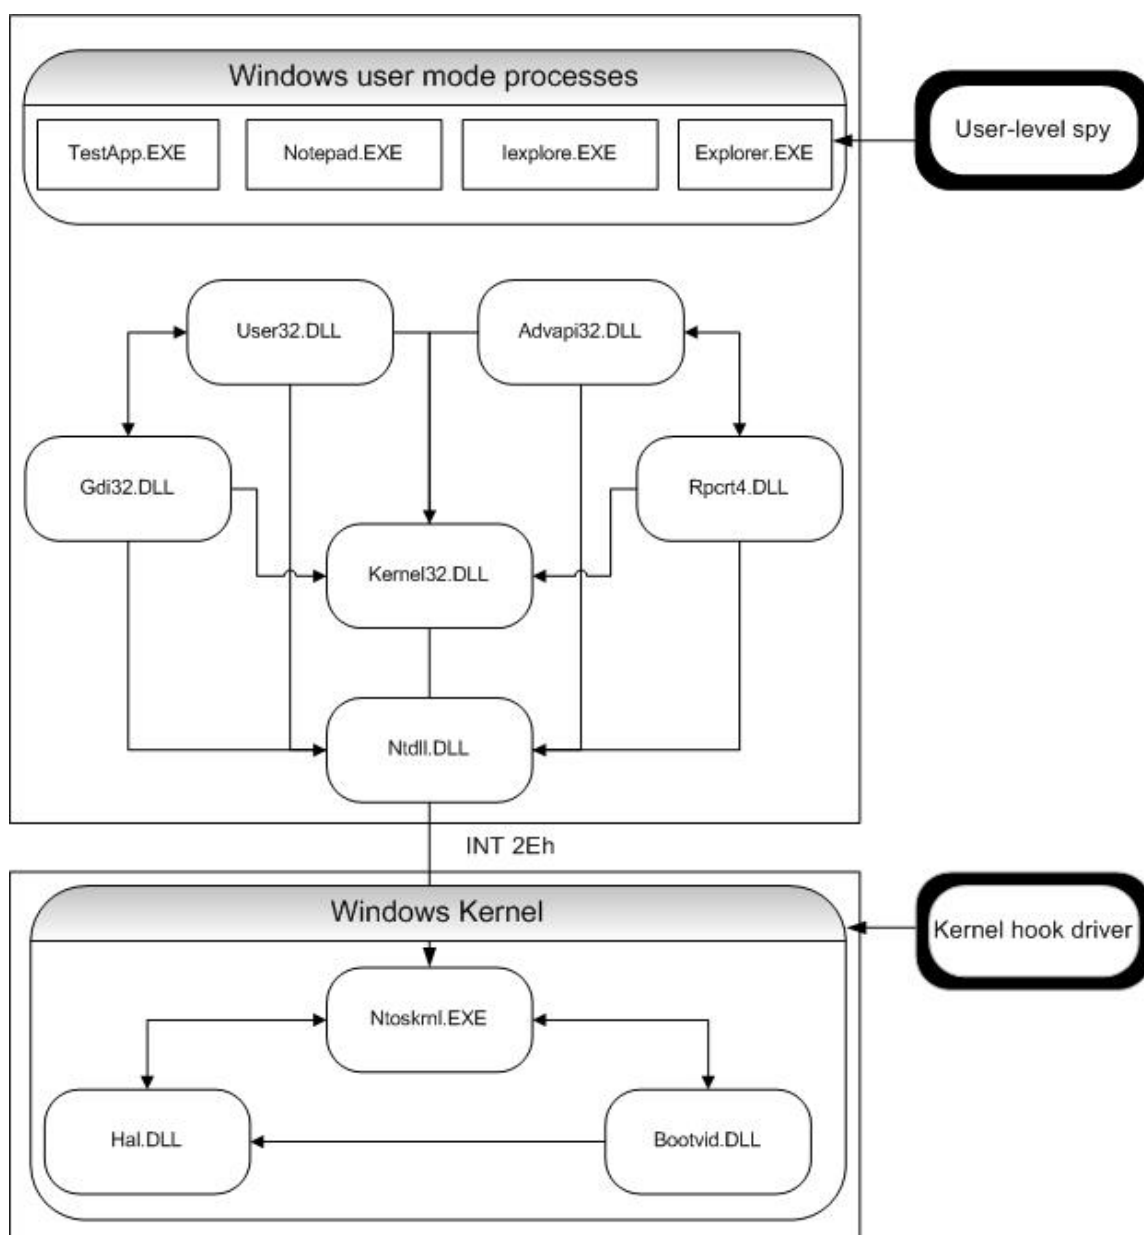 Windows user mode processes
TestApp.EXE
Notepad.EXE
Iexplore.EXE
Explorer.EXE
User-level spy
User32.DLL
Advapi32.DLL
Gdi32.DLL
Rpcrt4.DLL
Kernel32.DLL
Ntdll.DLL
INT 2Eh
Windows Kernel
Kernel hook driver
Ntoskrnl.EXE
Hal.DLL
Bootvid.DLL